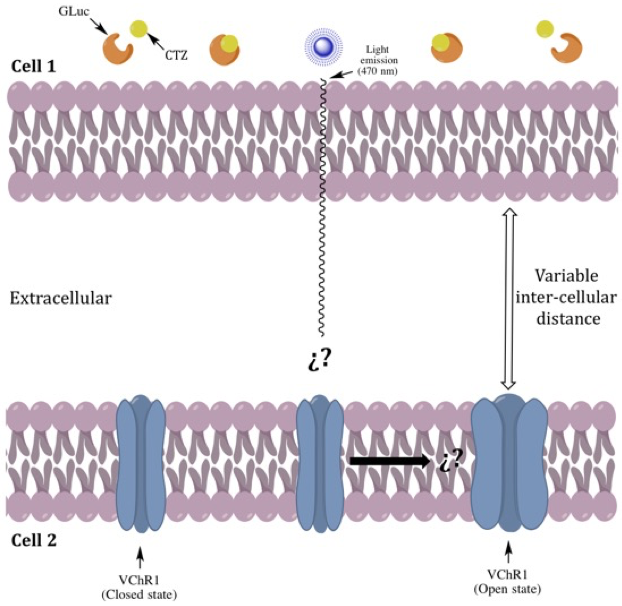 GLuc
CTZ
Light
emission
(470 nm)
Cell 1
Extracellular
Variable
inter-cellular
distance
¿?
¿?
Cell 2
VChR1
(Closed state)
VChR1
(Open state)